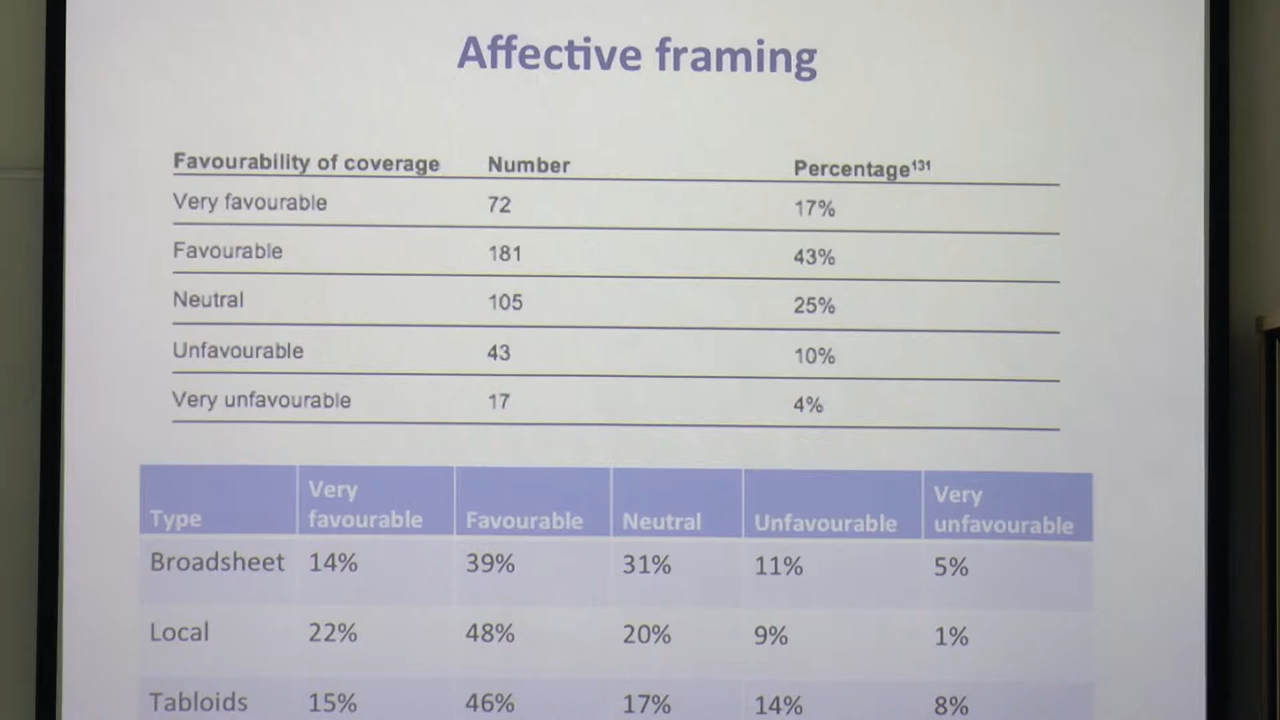 Affective framing
Favourability of coverage Number Percentage¹³¹
Very favourable 72 17%
Favourable 181 43%
Neutral 105 25%
Unfavourable 43 10%
Very unfavourable 17 4%
Type Very favourable Favourable Neutral Unfavourable Very unfavourable
Broadsheet 14% 39% 31% 11% 5%
Local 22% 48% 20% 9% 1%
Tabloids 15% 46% 17% 14% 8%